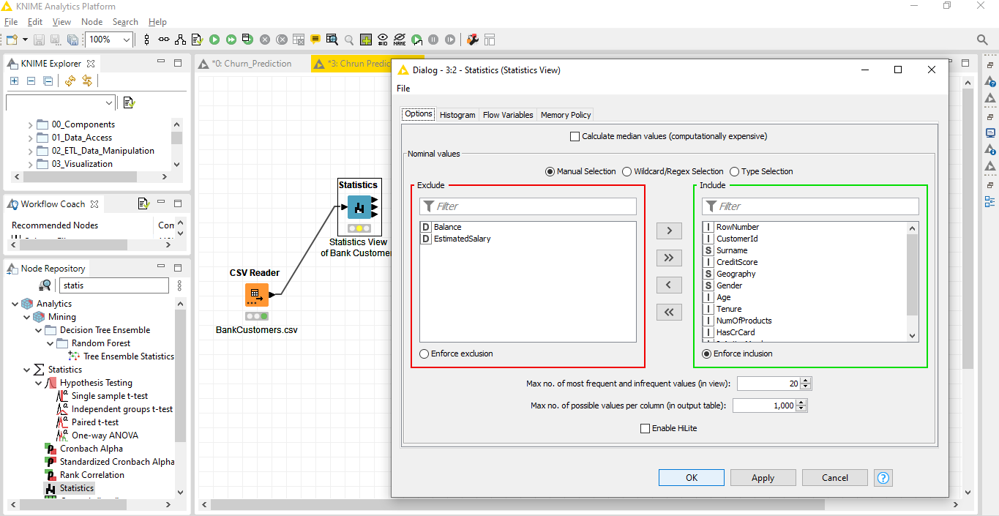 KNIME Analytics Platform
File Edit View Node Search Help
100% #ID NAME
KNIME Explorer
00_Components
01_Data_Access
02_ETL_Data_Manipulation
03_Visualization
Workflow Coach
Recommended Nodes Com
Node Repository
statis
Analytics
Mining
Decision Tree Ensemble
Random Forest
Tree Ensemble Statistics
Statistics
Hypothesis Testing
Single sample t-test
Independent groups t-test
Paired t-test
One-way ANOVA
Cronbach Alpha
Standardized Cronbach Alpha
Rank Correlation
Statistics
*0: Churn_Prediction
*3: Chrun Predic
Statistics
Statistics View
of Bank Customer
CSV Reader
BankCustomers.csv
Dialog - 3:2 - Statistics (Statistics View)
File
Options Histogram Flow Variables Memory Policy
Calculate median values (computationally expensive)
Nominal values
Manual Selection Wildcard/Regex Selection Type Selection
Exclude
Filter
D Balance
D EstimatedSalary
Enforce exclusion
Include
Filter
I RowNumber
I CustomerId
S Surname
I CreditScore
S Geography
S Gender
I Age
I Tenure
I NumOfProducts
I HasCrCard
Enforce inclusion
Max no. of most frequent and infrequent values (in view): 20
Max no. of possible values per column (in output table): 1,000
Enable HiLite
OK Apply Cancel ?